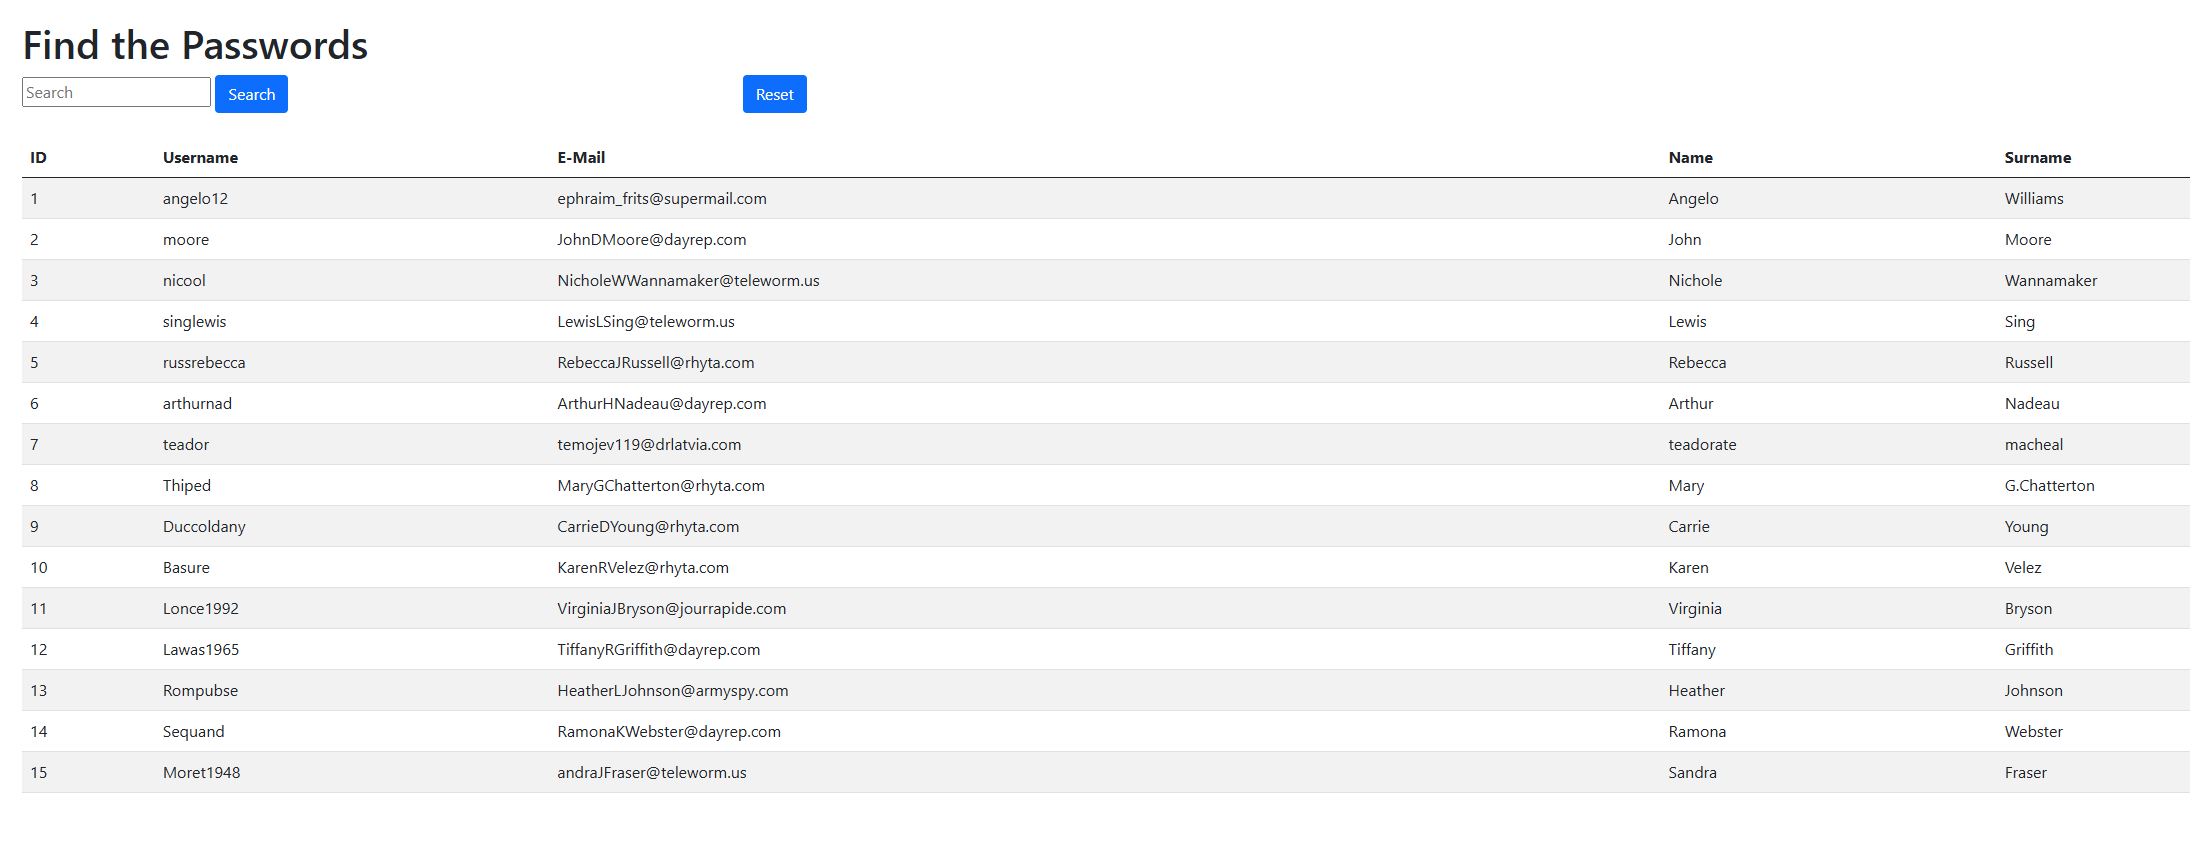 Find the Passwords
Search Search Reset
ID Username E-Mail Name Surname
1 angelo12 ephraim_frits@supermail.com Angelo Williams
2 moore JohnDMoore@dayrep.com John Moore
3 nicool NicholeWWannamaker@teleworm.us Nichole Wannamaker
4 singlewis LewisLSing@teleworm.us Lewis Sing
5 russrebecca RebeccaJRussell@rhyta.com Rebecca Russell
6 arthurnad ArthurHNadeau@dayrep.com Arthur Nadeau
7 teador temojev119@drlatvia.com teadorate macheal
8 Thiped MaryGChatterton@rhyta.com Mary G.Chatterton
9 Duccoldany CarrieDYoung@rhyta.com Carrie Young
10 Basure KarenRVelez@rhyta.com Karen Velez
11 Lonce1992 VirginiaJBryson@jourrapide.com Virginia Bryson
12 Lawas1965 TiffanyRGriffith@dayrep.com Tiffany Griffith
13 Rompubse HeatherLJohnson@armyspy.com Heather Johnson
14 Sequand RamonaKWebster@dayrep.com Ramona Webster
15 Moret1948 andraJFraser@teleworm.us Sandra Fraser